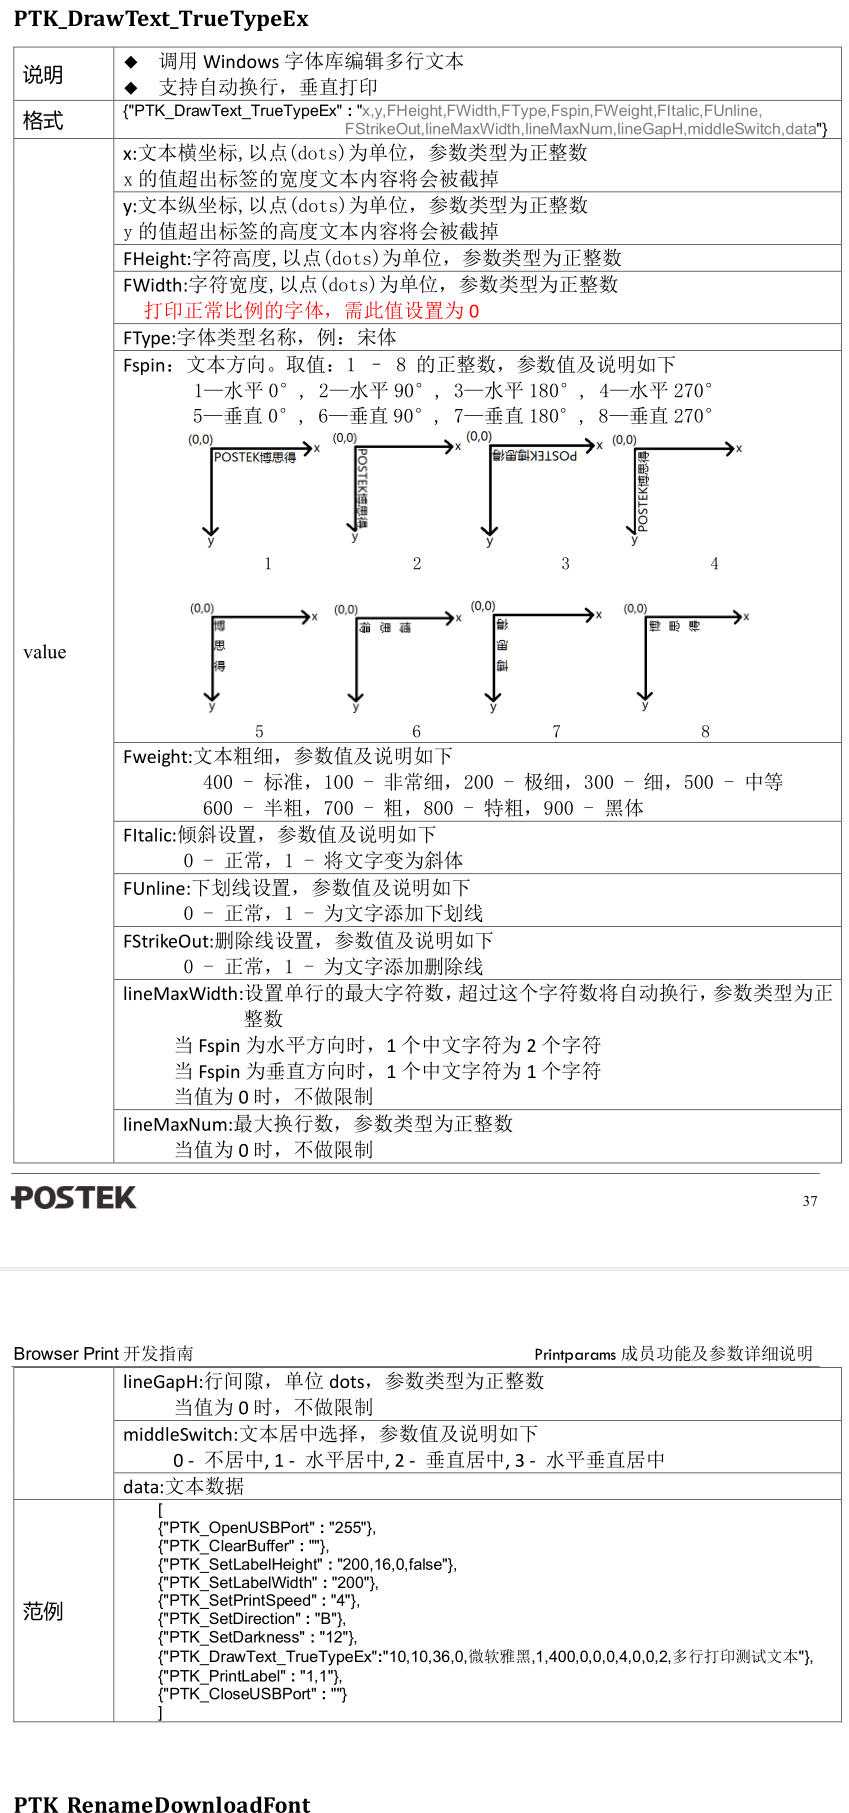 PTK_DrawText_TrueTypeEx
说明
◆ 调用 Windows 字体库编辑多行文本
◆ 支持自动换行，垂直打印
格式
{"PTK_DrawText_TrueTypeEx" : "x,y,FHeight,FWidth,FType,Fspin,FWeight,FItalic,FUnline,
FStrikeOut,lineMaxWidth,lineMaxNum,lineGapH,middleSwitch,data"}
value
x:文本横坐标,以点(dots)为单位，参数类型为正整数
x 的值超出标签的宽度文本内容将会被截掉
y:文本纵坐标,以点(dots)为单位，参数类型为正整数
y 的值超出标签的高度文本内容将会被截掉
FHeight:字符高度,以点(dots)为单位，参数类型为正整数
FWidth:字符宽度,以点(dots)为单位，参数类型为正整数
打印正常比例的字体，需此值设置为 0
FType:字体类型名称，例：宋体
Fspin：文本方向。取值：1 – 8 的正整数，参数值及说明如下
1—水平 0°, 2—水平 90°, 3—水平 180°, 4—水平 270°
5—垂直 0°, 6—垂直 90°, 7—垂直 180°, 8—垂直 270°
(0,0) x (0,0) x (0,0) x (0,0) x
POSTEK博思得 POSTEK博思得 POSTEK博思得 POSTEK博思得
y y y y
1 2 3 4
(0,0) x (0,0) x (0,0) x (0,0) x
博思得 博思得 博思得 博思得
y y y y
5 6 7 8
Fweight:文本粗细，参数值及说明如下
400 - 标准，100 - 非常细，200 - 极细，300 - 细，500 - 中等
600 - 半粗，700 - 粗，800 - 特粗，900 - 黑体
FItalic:倾斜设置，参数值及说明如下
0 - 正常，1 - 将文字变为斜体
FUnline:下划线设置，参数值及说明如下
0 - 正常，1 - 为文字添加下划线
FStrikeOut:删除线设置，参数值及说明如下
0 - 正常，1 - 为文字添加删除线
lineMaxWidth:设置单行的最大字符数，超过这个字符数将自动换行，参数类型为正
整数
当 Fspin 为水平方向时，1 个中文字符为 2 个字符
当 Fspin 为垂直方向时，1 个中文字符为 1 个字符
当值为 0 时，不做限制
lineMaxNum:最大换行数，参数类型为正整数
当值为 0 时，不做限制
POSTEK
37
Browser Print 开发指南
Printparams 成员功能及参数详细说明
lineGapH:行间隙，单位 dots，参数类型为正整数
当值为 0 时，不做限制
middleSwitch:文本居中选择，参数值及说明如下
0 - 不居中, 1 - 水平居中, 2 - 垂直居中, 3 - 水平垂直居中
data:文本数据
范例
[
{"PTK_OpenUSBPort" : "255"},
{"PTK_ClearBuffer" : ""},
{"PTK_SetLabelHeight" : "200,16,0,false"},
{"PTK_SetLabelWidth" : "200"},
{"PTK_SetPrintSpeed" : "4"},
{"PTK_SetDirection" : "B"},
{"PTK_SetDarkness" : "12"},
{"PTK_DrawText_TrueTypeEx":"10,10,36,0,微软雅黑,1,400,0,0,0,4,0,0,2,多行打印测试文本"},
{"PTK_PrintLabel" : "1,1"},
{"PTK_CloseUSBPort" : ""}
]
PTK_RenameDownloadFont